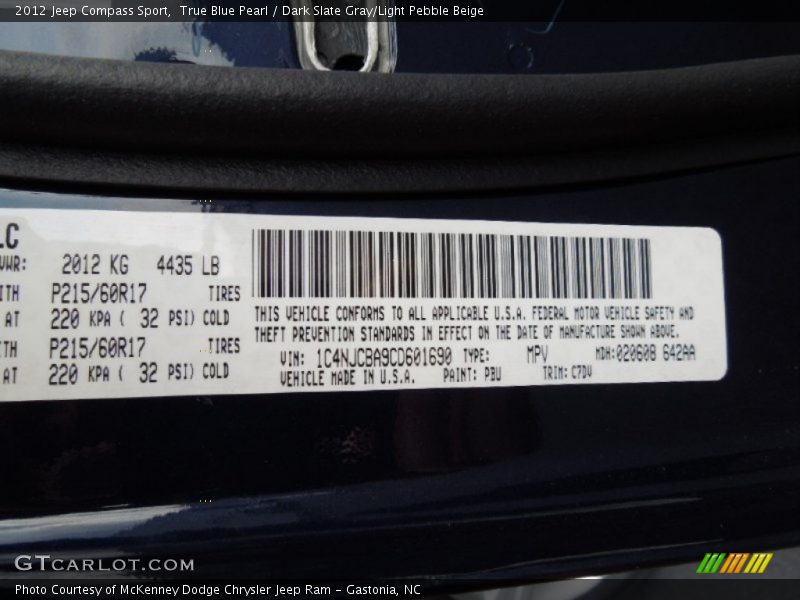 2012 Jeep Compass Sport, True Blue Pearl / Dark Slate Gray/Light Pebble Beige
LC
VWR: 2012 KG 4435 LB
ITH P215/60R17 TIRES
AT 220 KPA ( 32 PSI) COLD
ITH P215/60R17 TIRES
AT 220 KPA ( 32 PSI) COLD
THIS VEHICLE CONFORMS TO ALL APPLICABLE U.S.A. FEDERAL MOTOR VEHICLE SAFETY AND
THEFT PREVENTION STANDARDS IN EFFECT ON THE DATE OF MANUFACTURE SHOWN ABOVE.
VIN: 1C4NJCBA9CD601690 TYPE: MPV MDH:020608 642AA
VEHICLE MADE IN U.S.A. PAINT: PBU TRIM: C7DV
GTCARLOT.COM
Photo Courtesy of McKenney Dodge Chrysler Jeep Ram – Gastonia, NC